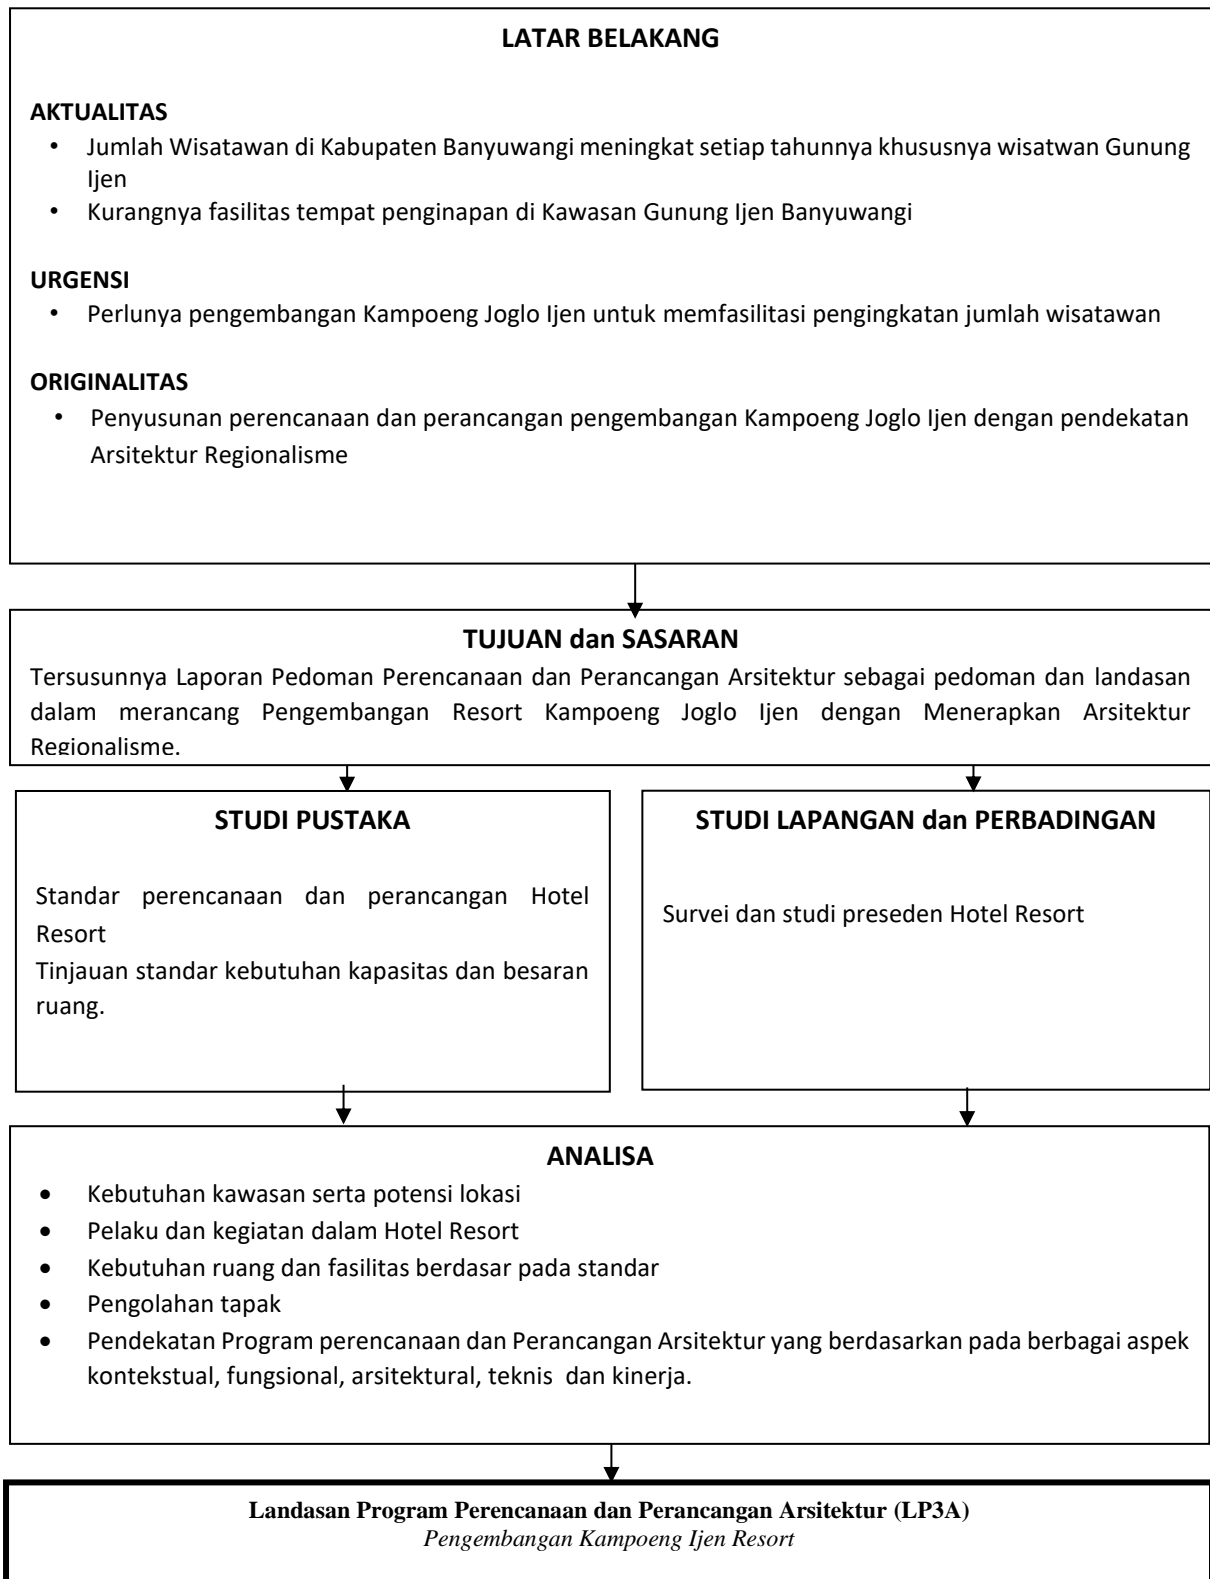 LATAR BELAKANG
AKTUALITAS
• Jumlah Wisatawan di Kabupaten Banyuwangi meningkat setiap tahunnya khususnya wisatwan Gunung
Ijen
• Kurangnya fasilitas tempat penginapan di Kawasan Gunung Ijen Banyuwangi
URGENSI
• Perlunya pengembangan Kampoeng Joglo Ijen untuk memfasilitasi pengingkatan jumlah wisatawan
ORIGINALITAS
• Penyusunan perencanaan dan perancangan pengembangan Kampoeng Joglo Ijen dengan pendekatan
Arsitektur Regionalisme
TUJUAN dan SASARAN
Tersusunnya Laporan Pedoman Perencanaan dan Perancangan Arsitektur sebagai pedoman dan landasan
dalam merancang Pengembangan Resort Kampoeng Joglo Ijen dengan Menerapkan Arsitektur
Regionalisme.
STUDI PUSTAKA
Standar perencanaan dan perancangan Hotel
Resort
Tinjauan standar kebutuhan kapasitas dan besaran
ruang.
STUDI LAPANGAN dan PERBADINGAN
Survei dan studi preseden Hotel Resort
ANALISA
• Kebutuhan kawasan serta potensi lokasi
• Pelaku dan kegiatan dalam Hotel Resort
• Kebutuhan ruang dan fasilitas berdasar pada standar
• Pengolahan tapak
• Pendekatan Program perencanaan dan Perancangan Arsitektur yang berdasarkan pada berbagai aspek
kontekstual, fungsional, arsitektural, teknis dan kinerja.
Landasan Program Perencanaan dan Perancangan Arsitektur (LP3A)
Pengembangan Kampoeng Ijen Resort